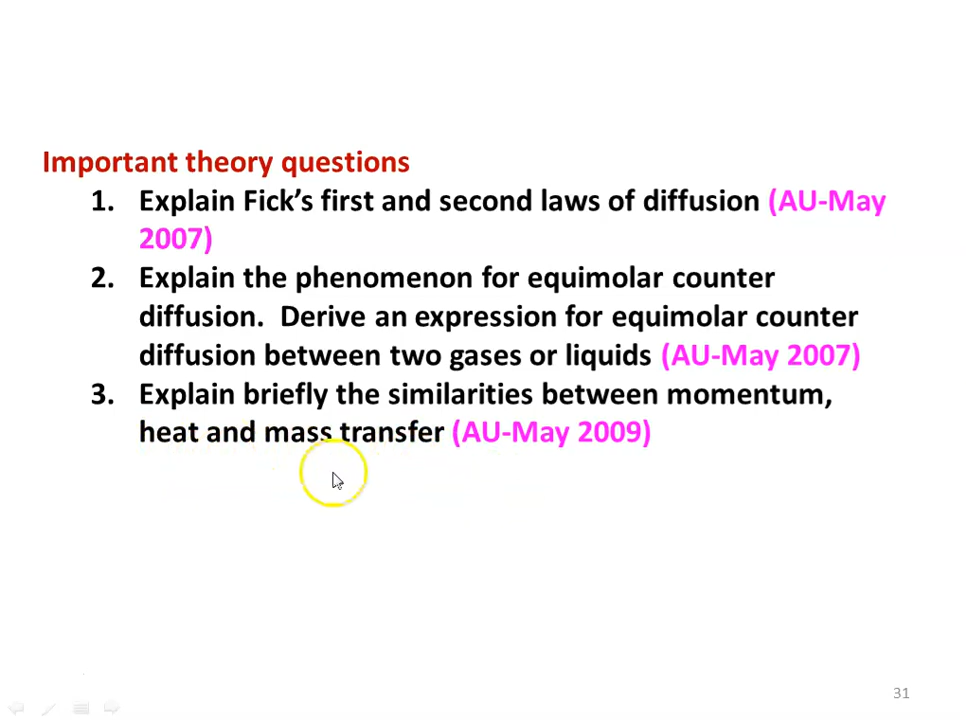 Important theory questions
1. Explain Fick’s first and second laws of diffusion (AU-May
2007)
2. Explain the phenomenon for equimolar counter
diffusion. Derive an expression for equimolar counter
diffusion between two gases or liquids (AU-May 2007)
3. Explain briefly the similarities between momentum,
heat and mass transfer (AU-May 2009)
31